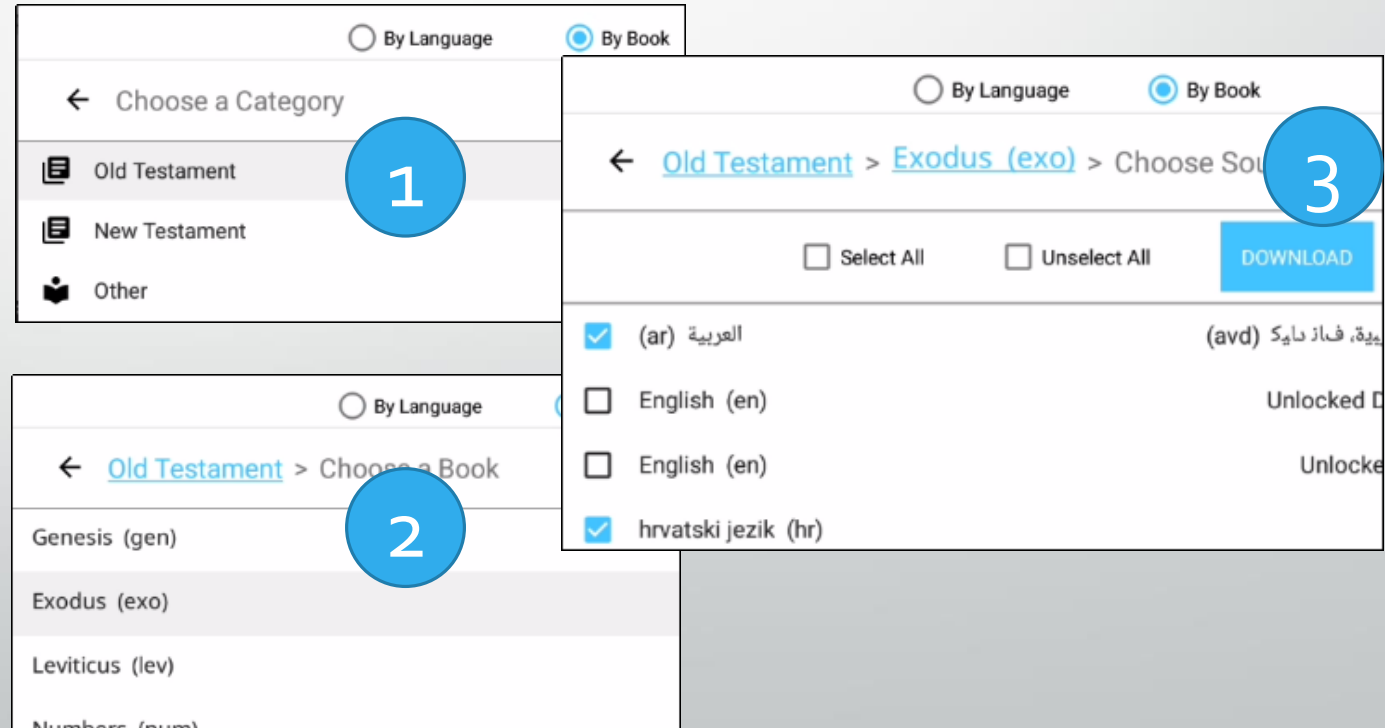 By Language By Book
Choose a Category
Old Testament
1
New Testament
Other
By Language
Old Testament > Choose a Book
2
Genesis (gen)
Exodus (exo)
Leviticus (lev)
Numbers (num)
By Language By Book
Old Testament > Exodus (exo) > Choose
3
Select All Unselect All DOWNLOAD
العربية (ar) (avd)
English (en) Unlocked
English (en)
hrvatski jezik (hr)